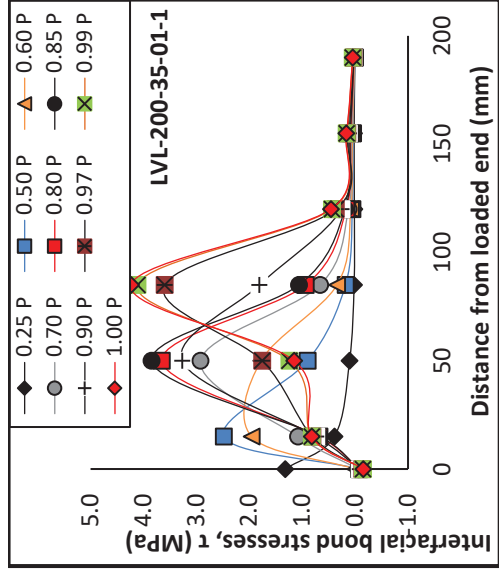 0.25 P
0.50 P
0.60 P
0.70 P
0.80 P
0.85 P
0.90 P
0.97 P
0.99 P
1.00 P
LVL-200-35-01-1
Interfacial bond stresses, τ (MPa)
5.0
4.0
3.0
2.0
1.0
0.0
1.0
0
50
100
150
200
Distance from loaded end (mm)